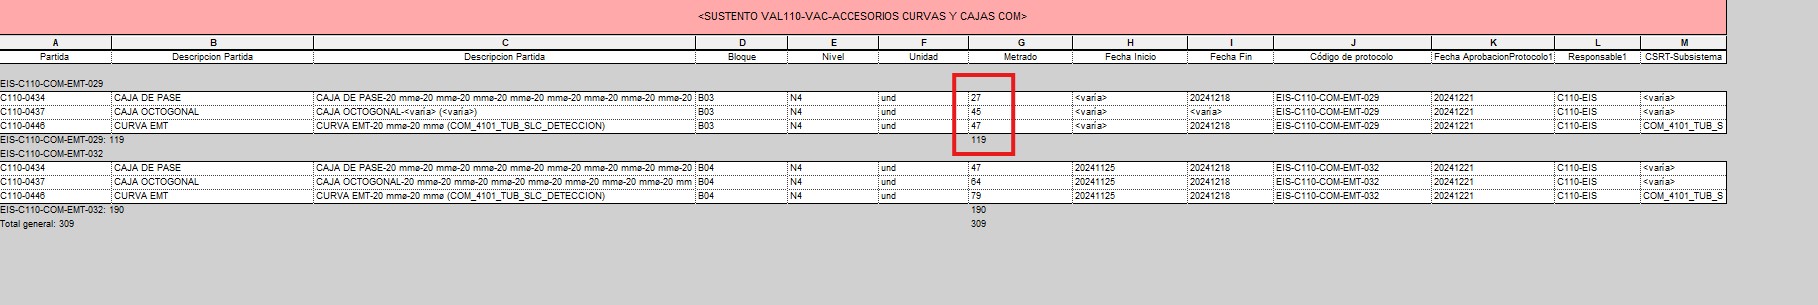 <SUSTENTO VAL110-VAC-ACCESORIOS CURVAS Y CAJAS COM>
A B C D E F G H I J K L M
Partida Descripcion Partida Descripcion Partida Bloque Nivel Unidad Metrado Fecha Inicio Fecha Fin Código de protocolo Fecha AprobacionProtocolo1 Responsable1 CSRT-Subsistema
EIS-C110-COM-EMT-029
C110-0434 CAJA DE PASE CAJA DE PASE-20 mmø-20 mmø-20 mmø-20 mmø-20 mmø-20 mmø-20 mmø-20 mmø-20 B03 N4 und 27 <varía> 20241218 EIS-C110-COM-EMT-029 20241221 C110-EIS <varía>
C110-0437 CAJA OCTOGONAL CAJA OCTOGONAL-<varía> (<varía>) B03 N4 und 45 <varía> <varía> EIS-C110-COM-EMT-029 20241221 C110-EIS <varía>
C110-0446 CURVA EMT CURVA EMT-20 mmø-20 mmø (COM_4101_TUB_SLC_DETECCION) B03 N4 und 47 <varía> 20241218 EIS-C110-COM-EMT-029 20241221 C110-EIS COM_4101_TUB_S
EIS-C110-COM-EMT-029: 119 119
EIS-C110-COM-EMT-032
C110-0434 CAJA DE PASE CAJA DE PASE-20 mmø-20 mmø-20 mmø-20 mmø-20 mmø-20 mmø-20 mmø-20 mmø-20 B04 N4 und 47 20241125 20241218 EIS-C110-COM-EMT-032 20241221 C110-EIS <varía>
C110-0437 CAJA OCTOGONAL CAJA OCTOGONAL-20 mmø-20 mmø-20 mmø-20 mmø-20 mmø-20 mmø-20 mmø-20 mm B04 N4 und 64 20241125 20241218 EIS-C110-COM-EMT-032 20241221 C110-EIS <varía>
C110-0446 CURVA EMT CURVA EMT-20 mmø-20 mmø (COM_4101_TUB_SLC_DETECCION) B04 N4 und 79 20241125 20241218 EIS-C110-COM-EMT-032 20241221 C110-EIS COM_4101_TUB_S
EIS-C110-COM-EMT-032: 190 190
Total general: 309 309